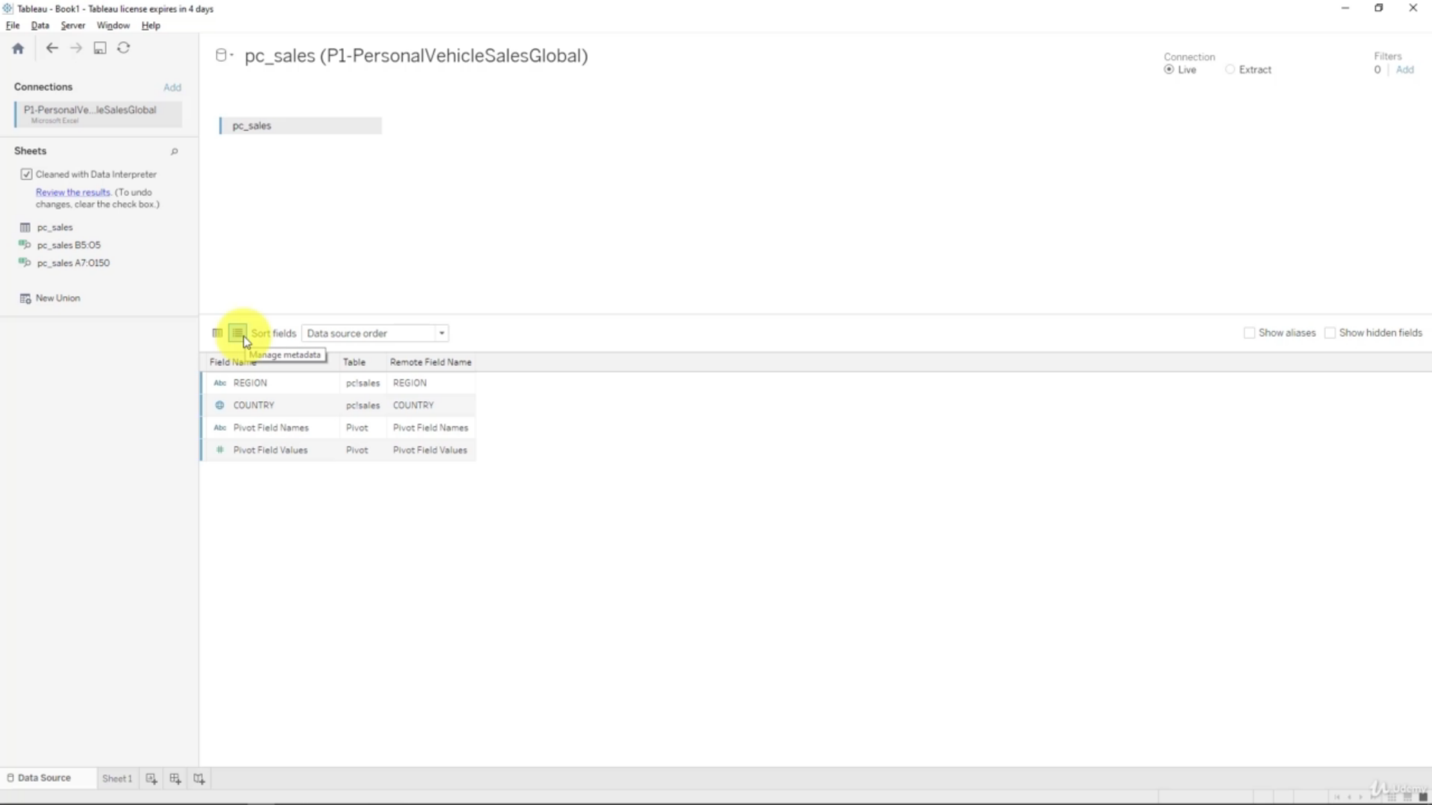 Tableau - Book1 - Tableau license expires in 4 days
File Data Server Window Help
pc_sales (P1-PersonalVehicleSalesGlobal)
Connection
Live Extract
Filters
0 Add
Connections Add
P1-PersonalVe...leSalesGlobal
Microsoft Excel
pc_sales
Sheets
Cleaned with Data Interpreter
Review the results. (To undo
changes, clear the check box.)
pc_sales
pc_sales B5:O5
pc_sales A7:O150
New Union
Sort fields Data source order Show aliases Show hidden fields
Manage metadata
Field Name Table Remote Field Name
Abc REGION pc!sales REGION
COUNTRY pc!sales COUNTRY
Abc Pivot Field Names Pivot Pivot Field Names
# Pivot Field Values Pivot Pivot Field Values
Data Source Sheet1
Udemy